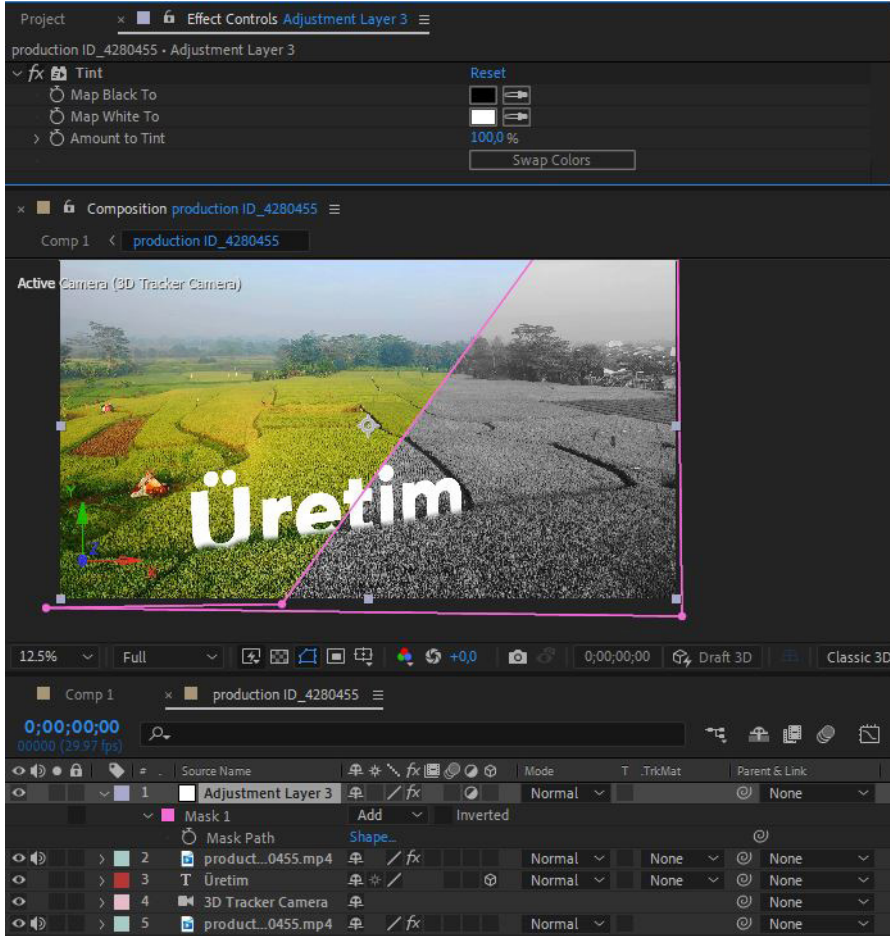 Project × Effect Controls Adjustment Layer 3 ≡
production ID_4280455 • Adjustment Layer 3
fx Tint Reset
Map Black To
Map White To
Amount to Tint 100,0 %
Swap Colors
× Composition production ID_4280455 ≡
Comp 1 < production ID_4280455
Active Camera (3D Tracker Camera)
Üretim
Y
Z
X
12.5% Full +0,0 0;00;00;00 Draft 3D Classic 3D
Comp 1 × production ID_4280455 ≡
0;00;00;00
00000 (29.97 fps)
# . Source Name fx Mode T .TrkMat Parent & Link
1 Adjustment Layer 3 fx Normal None
Mask 1 Add Inverted
Mask Path Shape...
2 product...0455.mp4 fx Normal None None
3 T Üretim Normal None None
4 3D Tracker Camera None
5 product...0455.mp4 fx Normal None